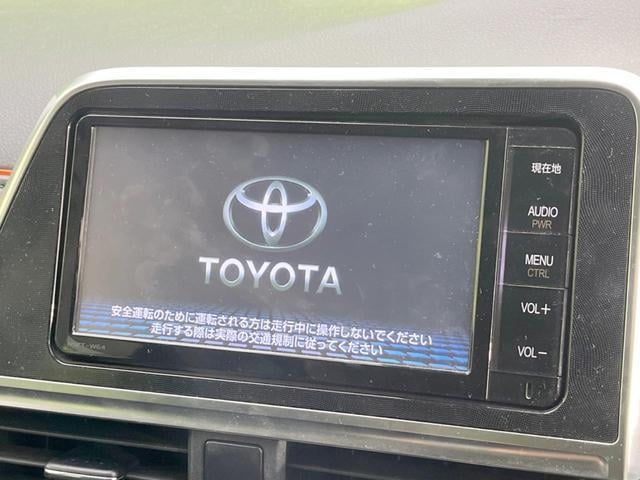 現在地
AUDIO
PWR
MENU
CTRL
VOL+
VOL-
TOYOTA
安全運転のために運転される方は走行中に操作しないでください
走行する際は実際の交通規制に従ってください